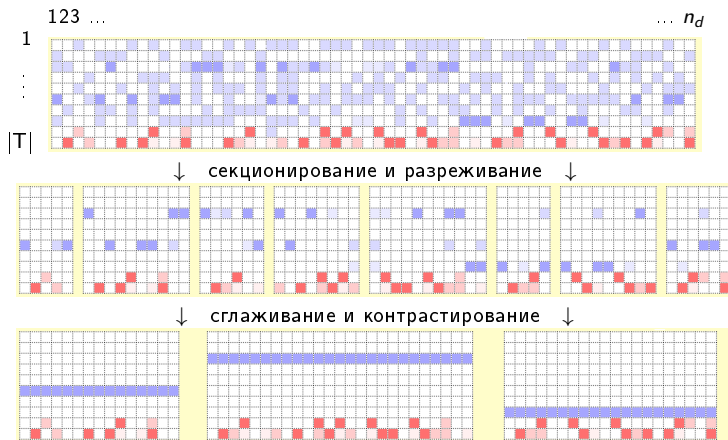 123 ... ... n_d
1
⋮
|T|
↓ секционирование и разреживание ↓
↓ сглаживание и контрастирование ↓